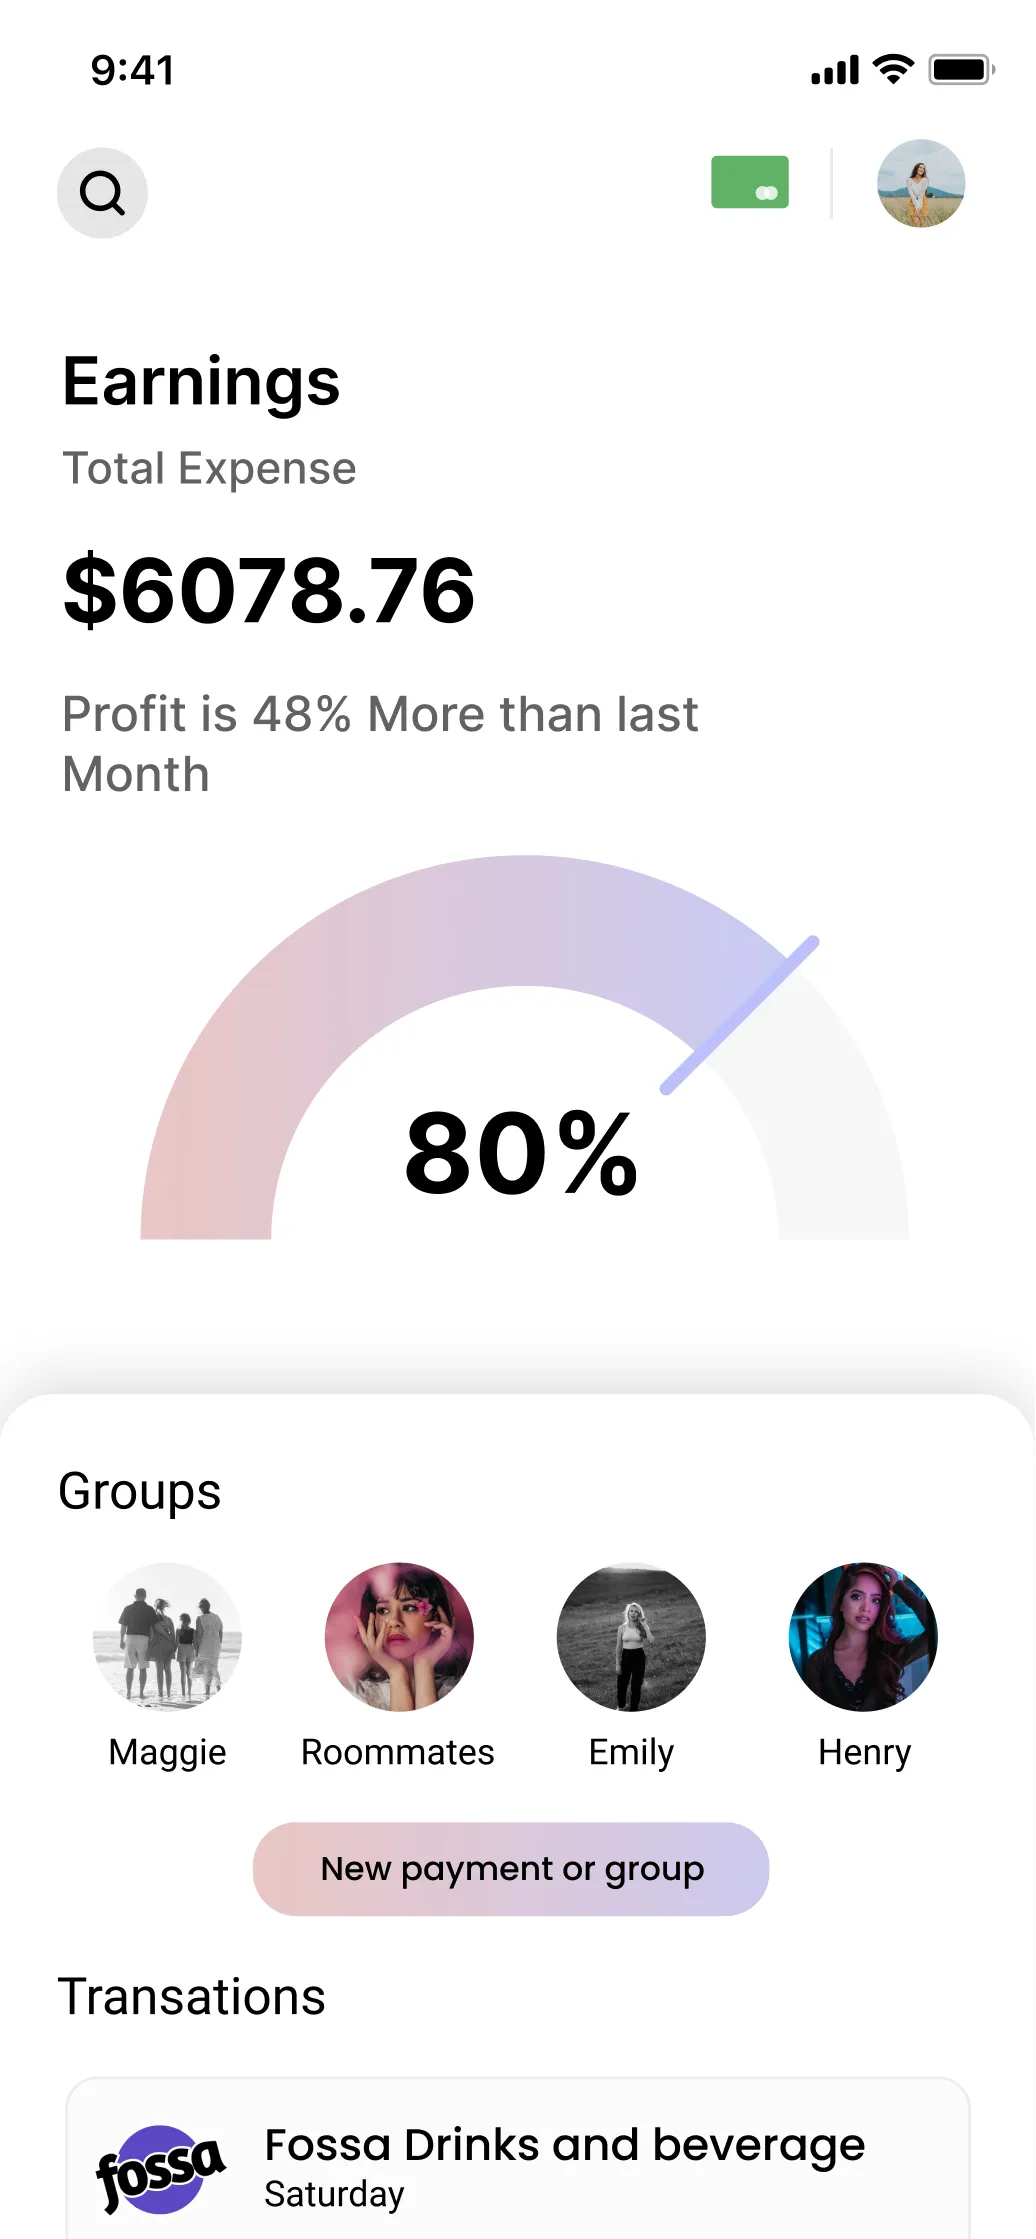 9:41
Earnings
Total Expense
$6078.76
Profit is 48% More than last
Month
80%
Groups
Maggie Roommates Emily Henry
New payment or group
Transations
fossa
Fossa Drinks and beverage
Saturday